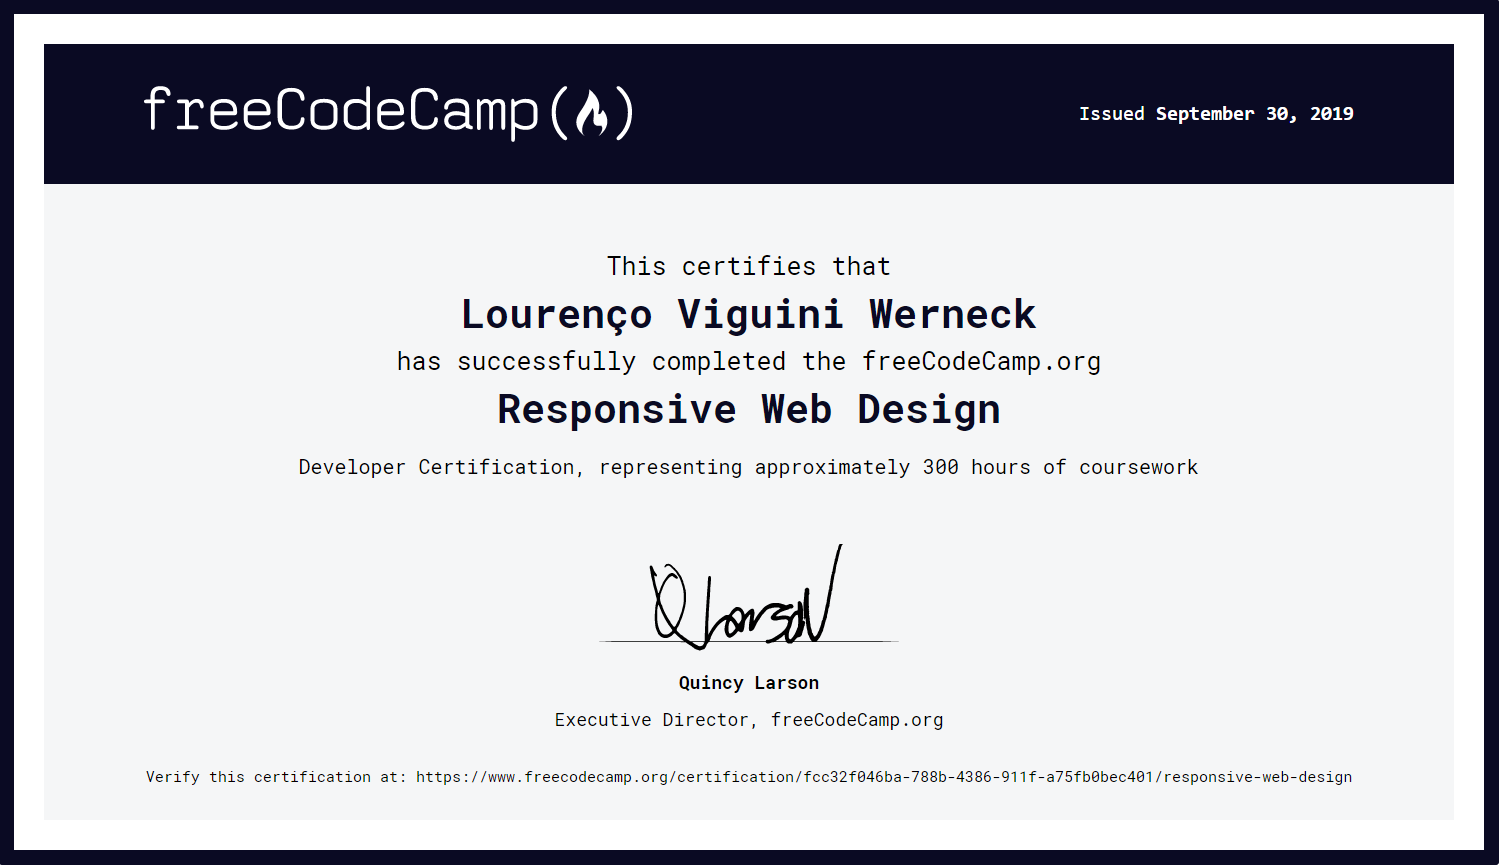 freeCodeCamp(🔥)
Issued September 30, 2019
This certifies that
Lourenço Viguini Werneck
has successfully completed the freeCodeCamp.org
Responsive Web Design
Developer Certification, representing approximately 300 hours of coursework
Q Larson
Quincy Larson
Executive Director, freeCodeCamp.org
Verify this certification at: https://www.freecodecamp.org/certification/fcc32f046ba-788b-4386-911f-a75fb0bec401/responsive-web-design